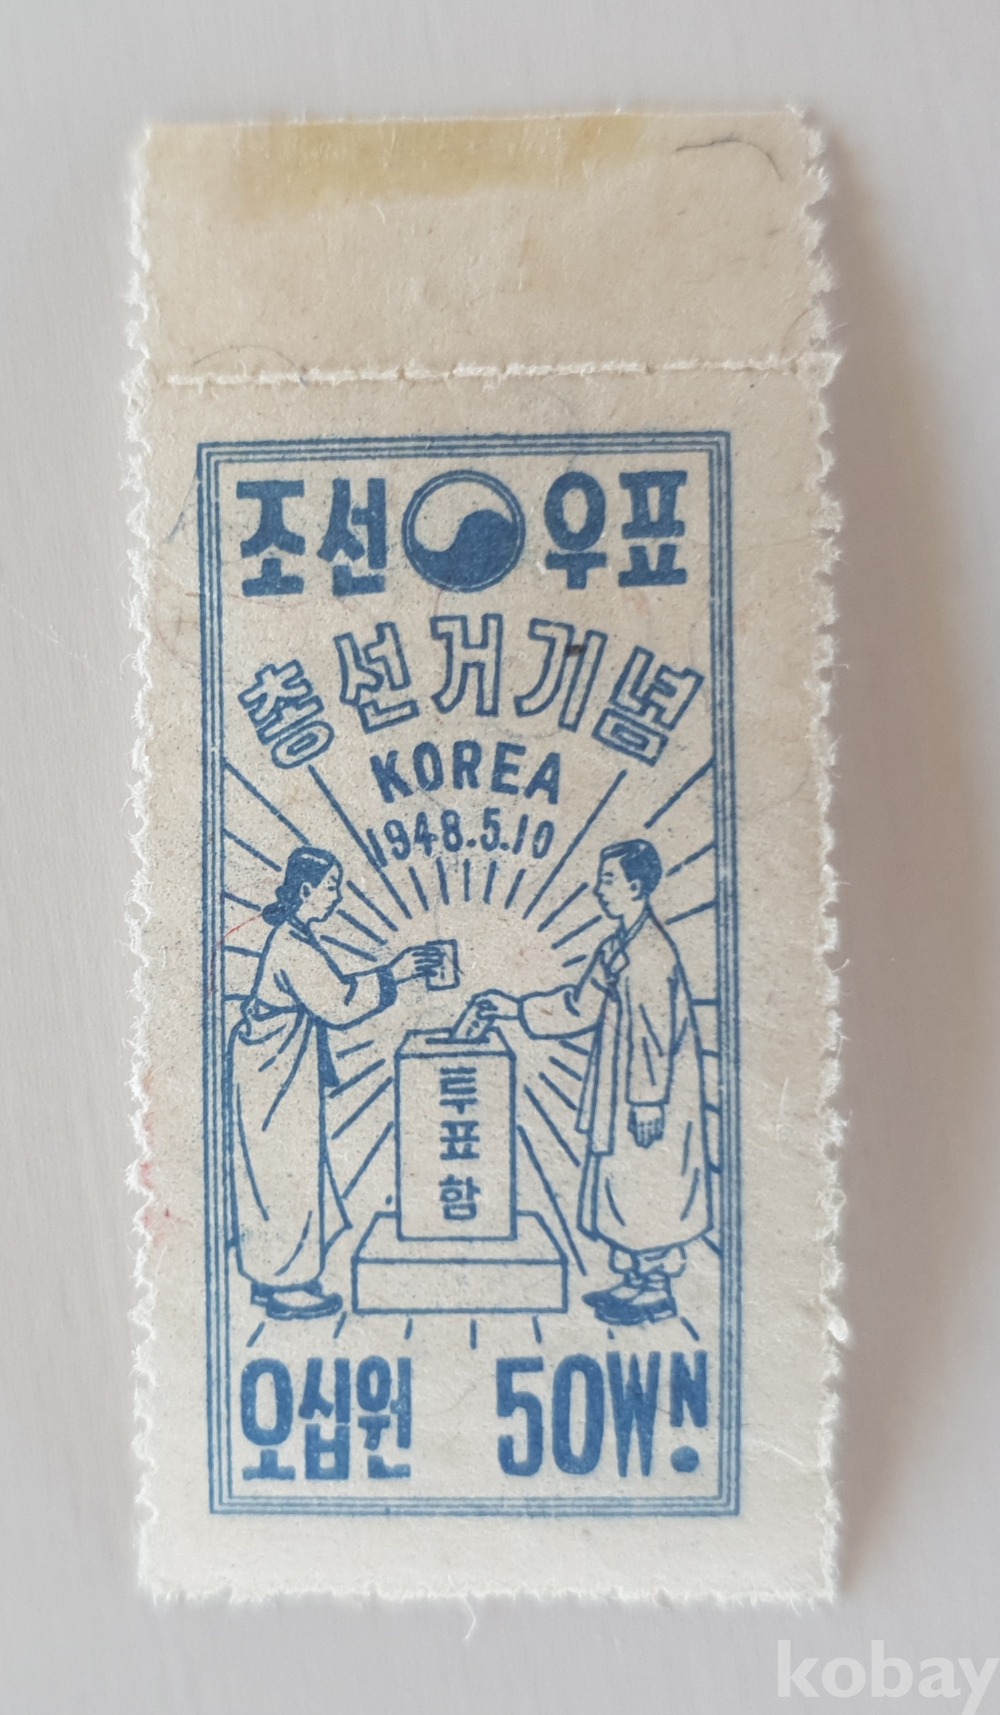 조선 우표
총선거기념
KOREA
1948.5.10
투표함
오십원 50WN.
kobay